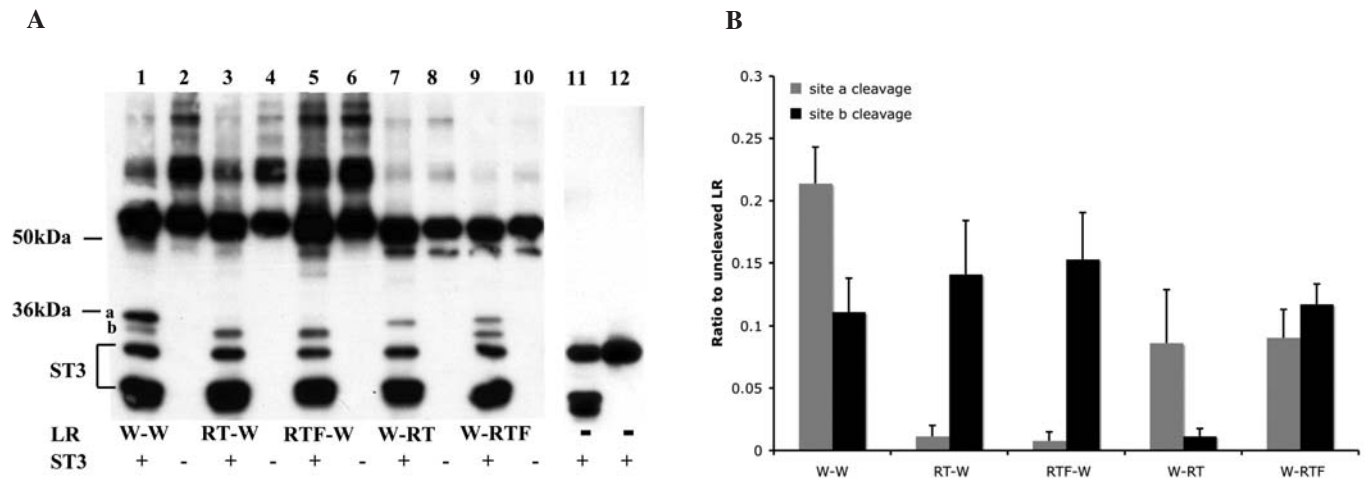 A
1 2 3 4 5 6 7 8 9 10 11 12
50kDa
36kDa
a
b
ST3
LR W-W RT-W RTF-W W-RT W-RTF - -
ST3 + - + - + - + - + - + +
B
0.3
0.25
0.2
0.15
0.1
0.05
0
Ratio to uncleaved LR
site a cleavage
site b cleavage
W-W RT-W RTF-W W-RT W-RTF